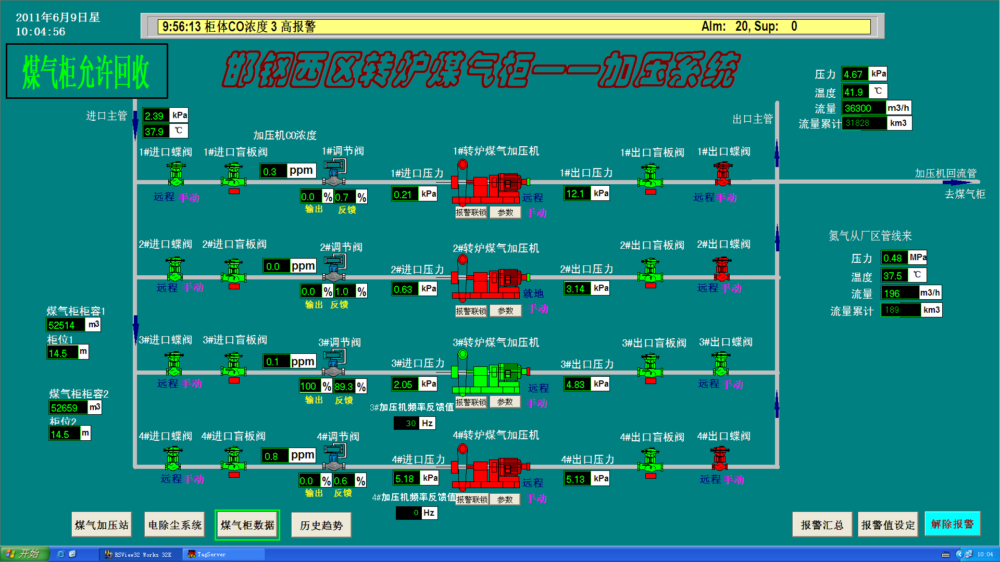 2011年6月9日星
10:04:56
9:56:13 柜体CO浓度 3 高报警 Alm: 20, Sup: 0
煤气柜允许回收
邯钢西区转炉煤气柜一一加压系统
压力 4.67 kPa
温度 41.9 ℃
流量 36300 m3/h
流量累计 31828 km3
进口主管 2.39 kPa
37.9 ℃
出口主管
加压机CO浓度
1#进口蝶阀 1#进口盲板阀 1#调节阀 1#转炉煤气加压机 1#出口盲板阀 1#出口蝶阀
0.3 ppm
1#进口压力 1#出口压力
加压机回流管
去煤气柜
远程 手动 0.0 % 0.7 % 0.21 kPa 远程 12.1 kPa 远程 手动
输出 反馈 报警联锁 参数 手动
氮气从厂区管线来
压力 0.48 MPa
温度 37.5 ℃
流量 196 m3/h
流量累计 189 km3
2#进口蝶阀 2#进口盲板阀 2#调节阀 2#转炉煤气加压机 2#出口盲板阀 2#出口蝶阀
0.0 ppm 2#进口压力 2#出口压力
远程 手动 0.0 % 1.0 % 0.63 kPa 就地 3.14 kPa 远程 手动
输出 反馈 报警联锁 参数 手动
煤气柜柜容1
52514 m3
柜位1
14.5 m
3#进口蝶阀 3#进口盲板阀 3#调节阀 3#转炉煤气加压机 3#出口盲板阀 3#出口蝶阀
0.1 ppm 3#进口压力 3#出口压力
远程 手动 100 % 89.3 % 2.05 kPa 远程 4.83 kPa 远程 手动
输出 反馈 报警联锁 参数 手动
3#加压机频率反馈值
30 Hz
煤气柜柜容2
52659 m3
柜位2
14.5 m
4#进口蝶阀 4#进口盲板阀 4#调节阀 4#转炉煤气加压机 4#出口盲板阀 4#出口蝶阀
0.8 ppm 4#进口压力 4#出口压力
远程 手动 0.0 % 0.6 % 5.18 kPa 远程 5.13 kPa 远程 手动
输出 反馈 4#加压机频率反馈值 报警联锁 参数 手动
0 Hz
煤气加压站 电除尘系统 煤气柜数据 历史趋势 报警汇总 报警值设定 解除报警
开始 RSView32 Works 32K TagServer 10:04